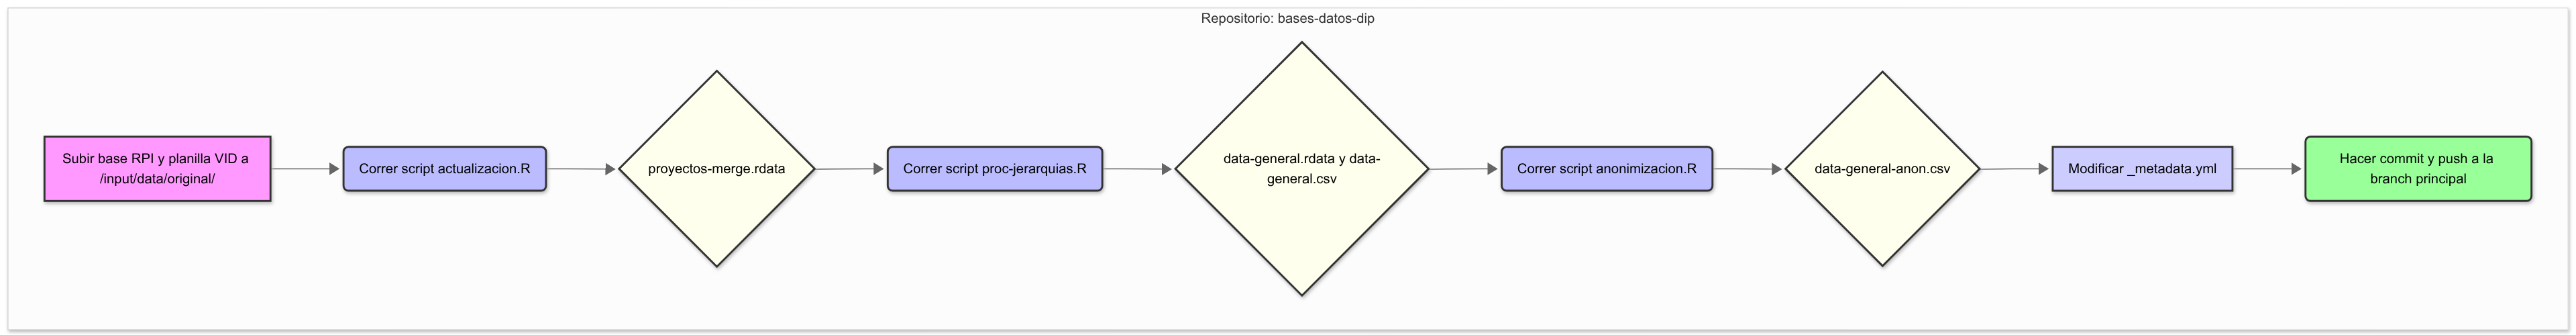 Repositorio: bases-datos-dip
Subir base RPI y planilla VID a
/input/data/original/
Correr script actualizacion.R
proyectos-merge.rdata
Correr script proc-jerarquias.R
data-general.rdata y data-
general.csv
Correr script anonimizacion.R
data-general-anon.csv
Modificar _metadata.yml
Hacer commit y push a la
branch principal